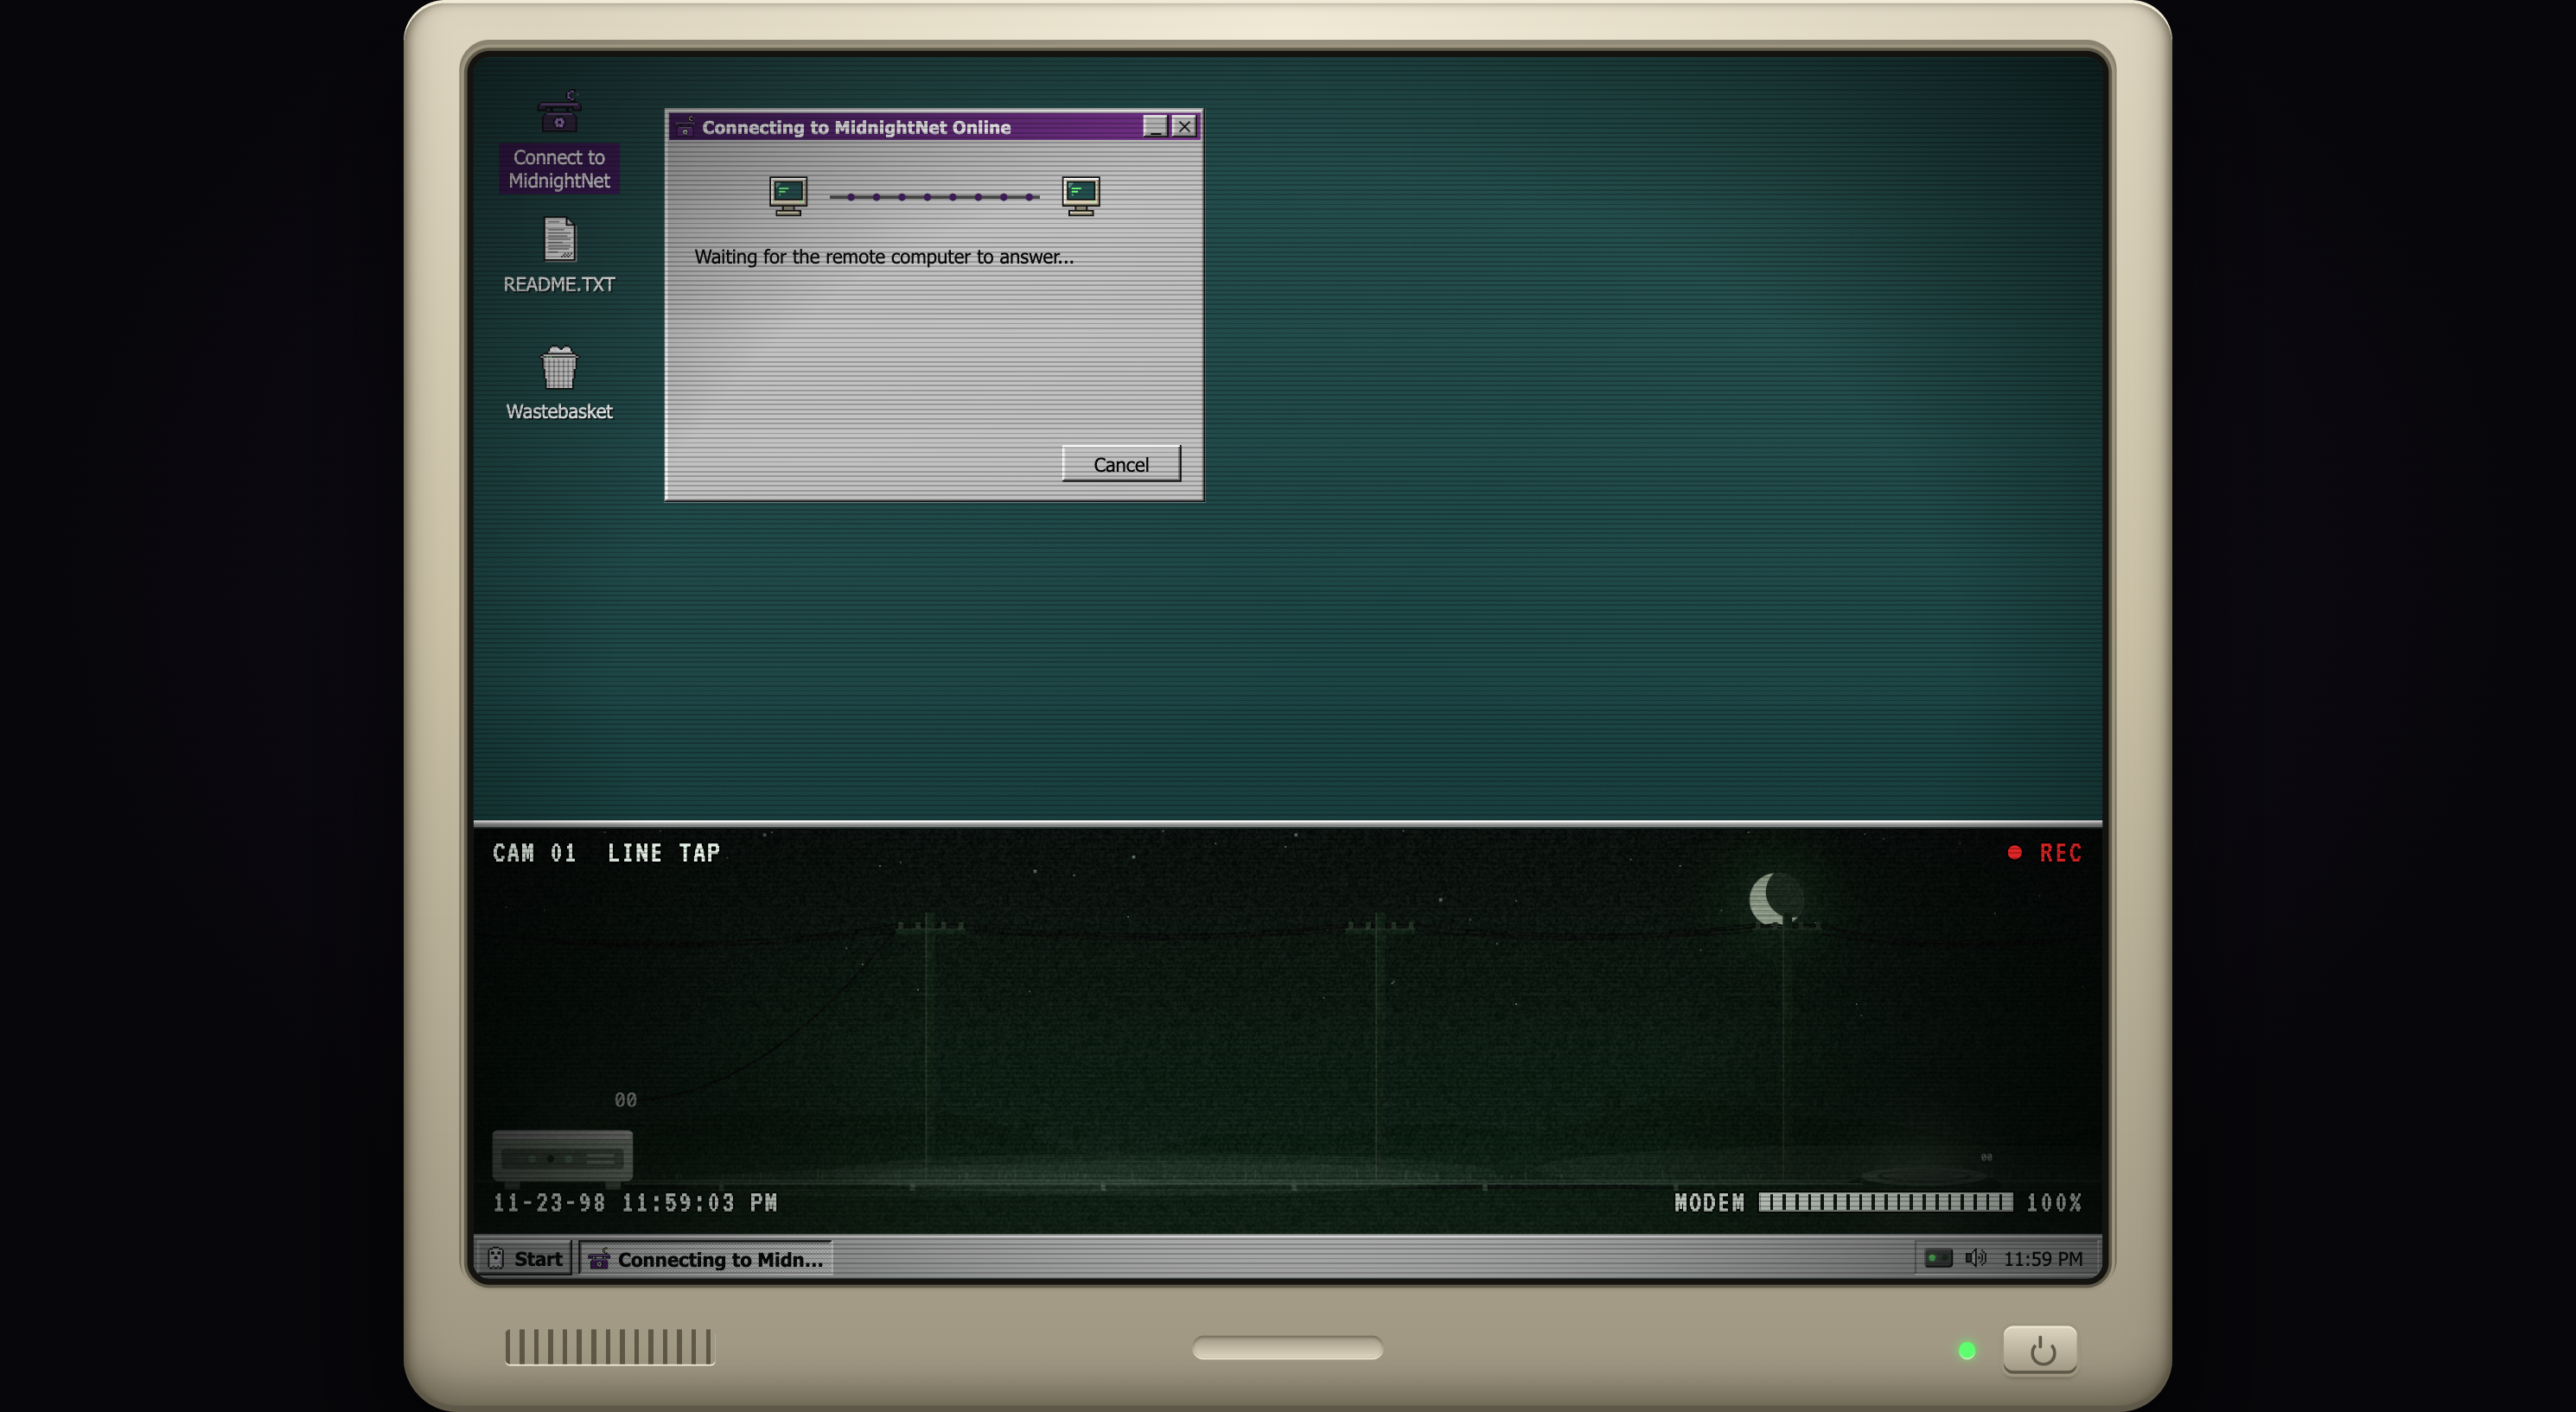 Connect to
MidnightNet
README.TXT
Wastebasket
Connecting to MidnightNet Online
Waiting for the remote computer to answer...
Cancel
CAM 01 LINE TAP
REC
00
00
11-23-98 11:59:03 PM
MODEM 100%
Start
Connecting to Midn...
11:59 PM